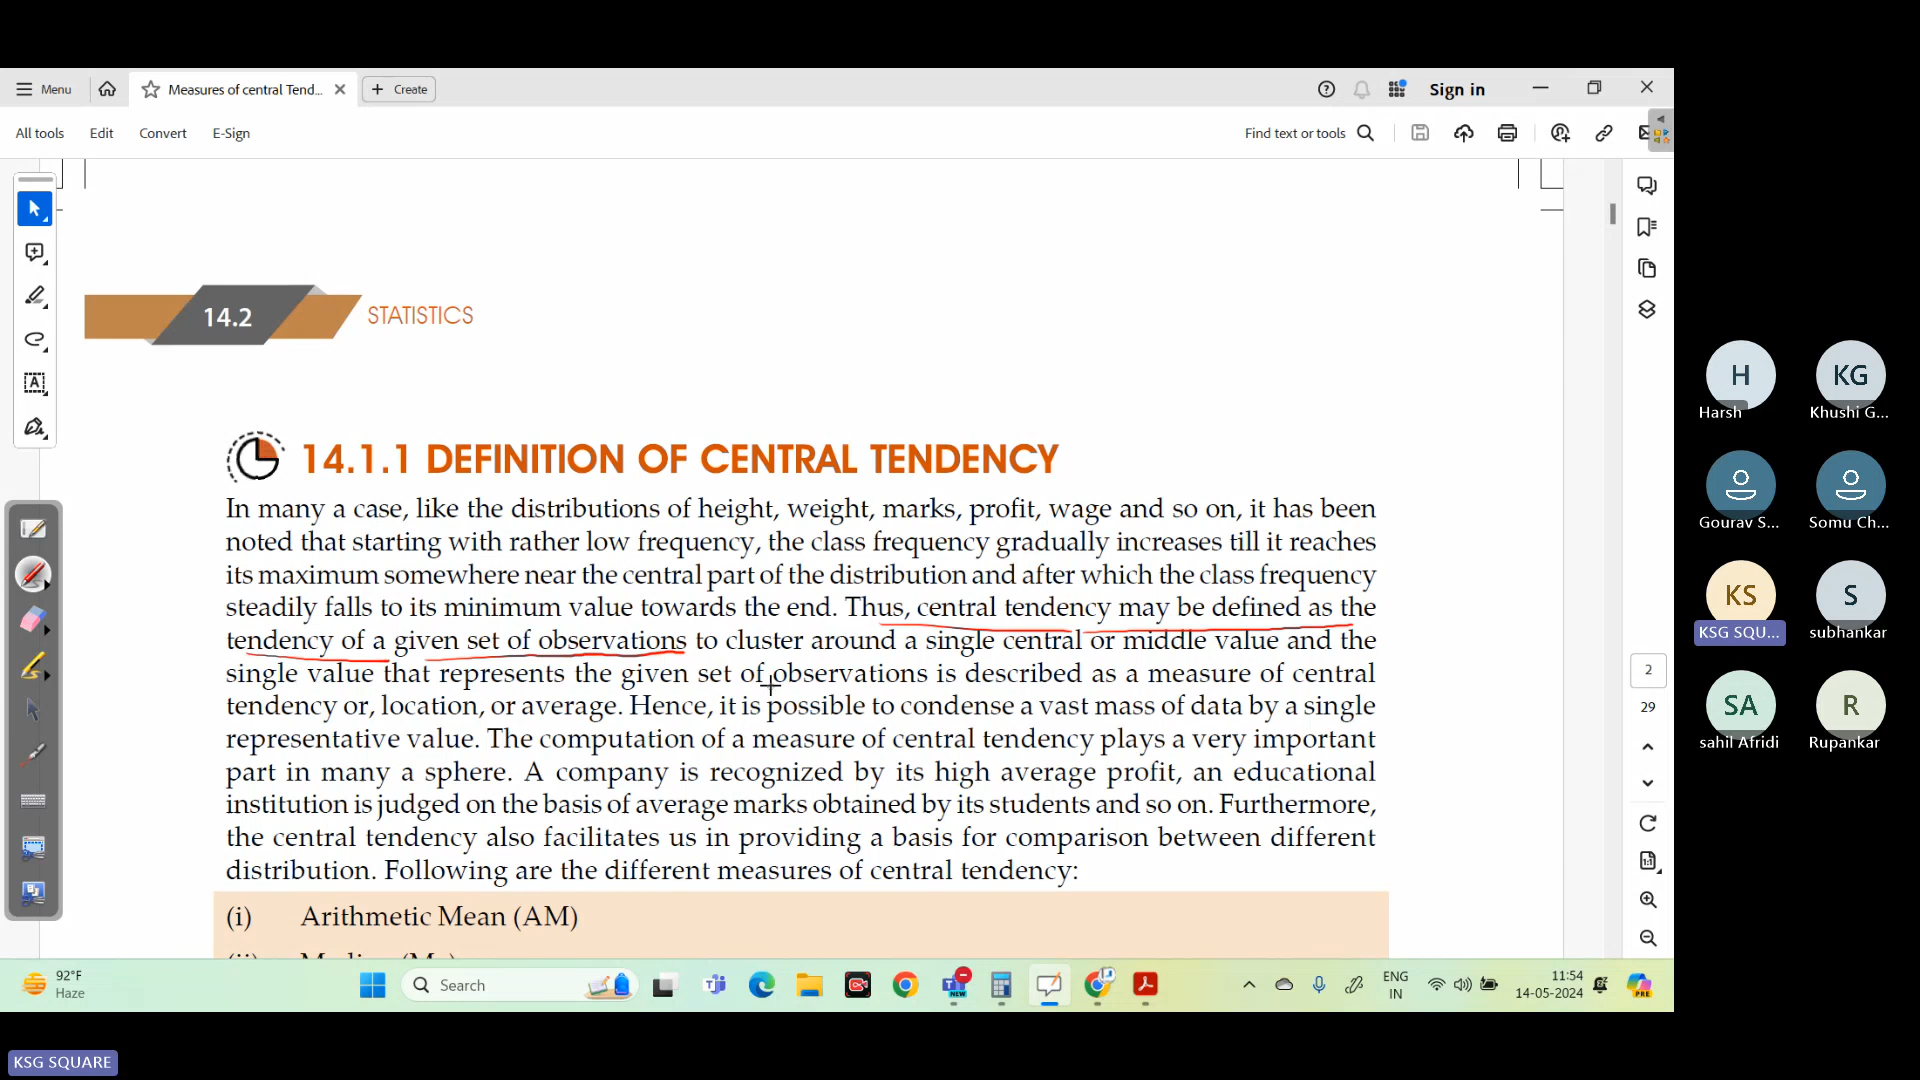 Menu
Measures of central Tend...
Create
Sign in
All tools
Edit
Convert
E-Sign
Find text or tools
14.2
STATISTICS
14.1.1 DEFINITION OF CENTRAL TENDENCY
In many a case, like the distributions of height, weight, marks, profit, wage and so on, it has been
noted that starting with rather low frequency, the class frequency gradually increases till it reaches
its maximum somewhere near the central part of the distribution and after which the class frequency
steadily falls to its minimum value towards the end. Thus, central tendency may be defined as the
tendency of a given set of observations to cluster around a single central or middle value and the
single value that represents the given set of observations is described as a measure of central
tendency or, location, or average. Hence, it is possible to condense a vast mass of data by a single
representative value. The computation of a measure of central tendency plays a very important
part in many a sphere. A company is recognized by its high average profit, an educational
institution is judged on the basis of average marks obtained by its students and so on. Furthermore,
the central tendency also facilitates us in providing a basis for comparison between different
distribution. Following are the different measures of central tendency:
(i) Arithmetic Mean (AM)
2
29
H
Harsh
KG
Khushi G...
Gourav S...
Somu Ch...
KS
KSG SQU...
S
subhankar
SA
sahil Afridi
R
Rupankar
92°F
Haze
Search
NEW
ENG
IN
11:54
14-05-2024
PRE
KSG SQUARE